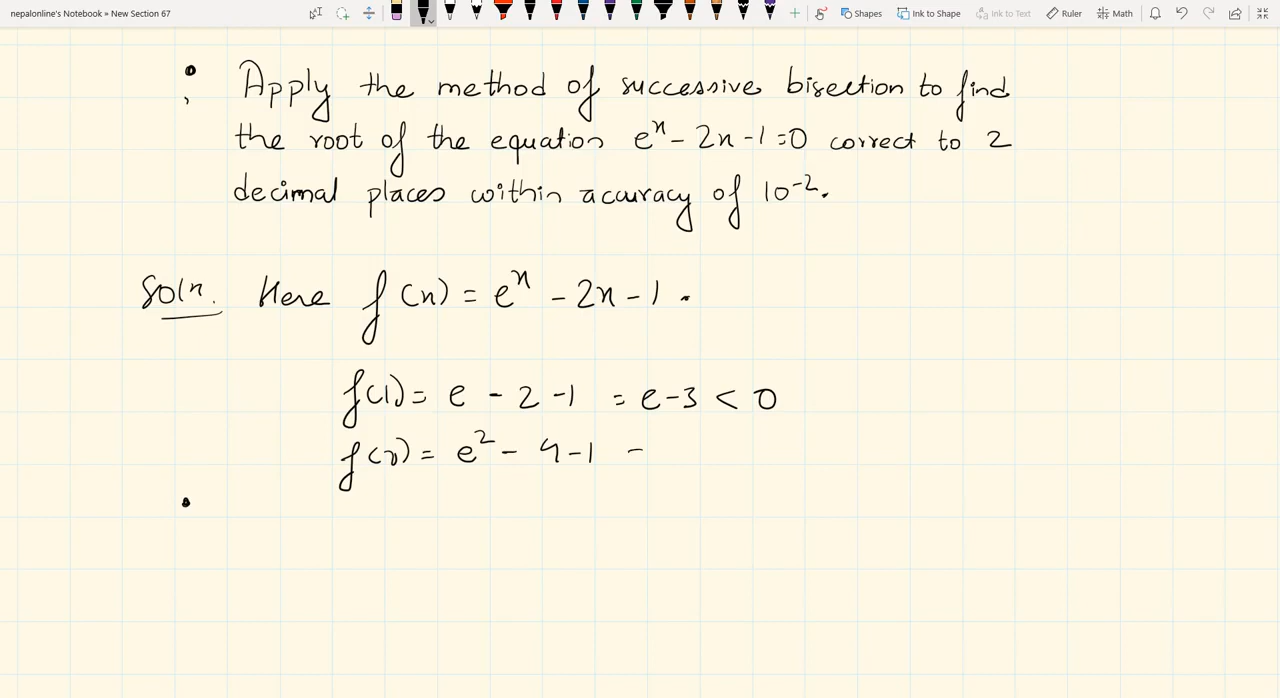 nepalonline's Notebook » New Section 67
Shapes Ink to Shape Ink to Text Ruler Math
Apply the method of successive bisection to find
the root of the equation eˣ - 2x - 1 = 0 correct to 2
decimal places within accuracy of 10⁻².
Soln. Here f(x) = eˣ - 2x - 1.
f(1) = e - 2 - 1 = e - 3 < 0
f(2) = e² - 4 - 1 =